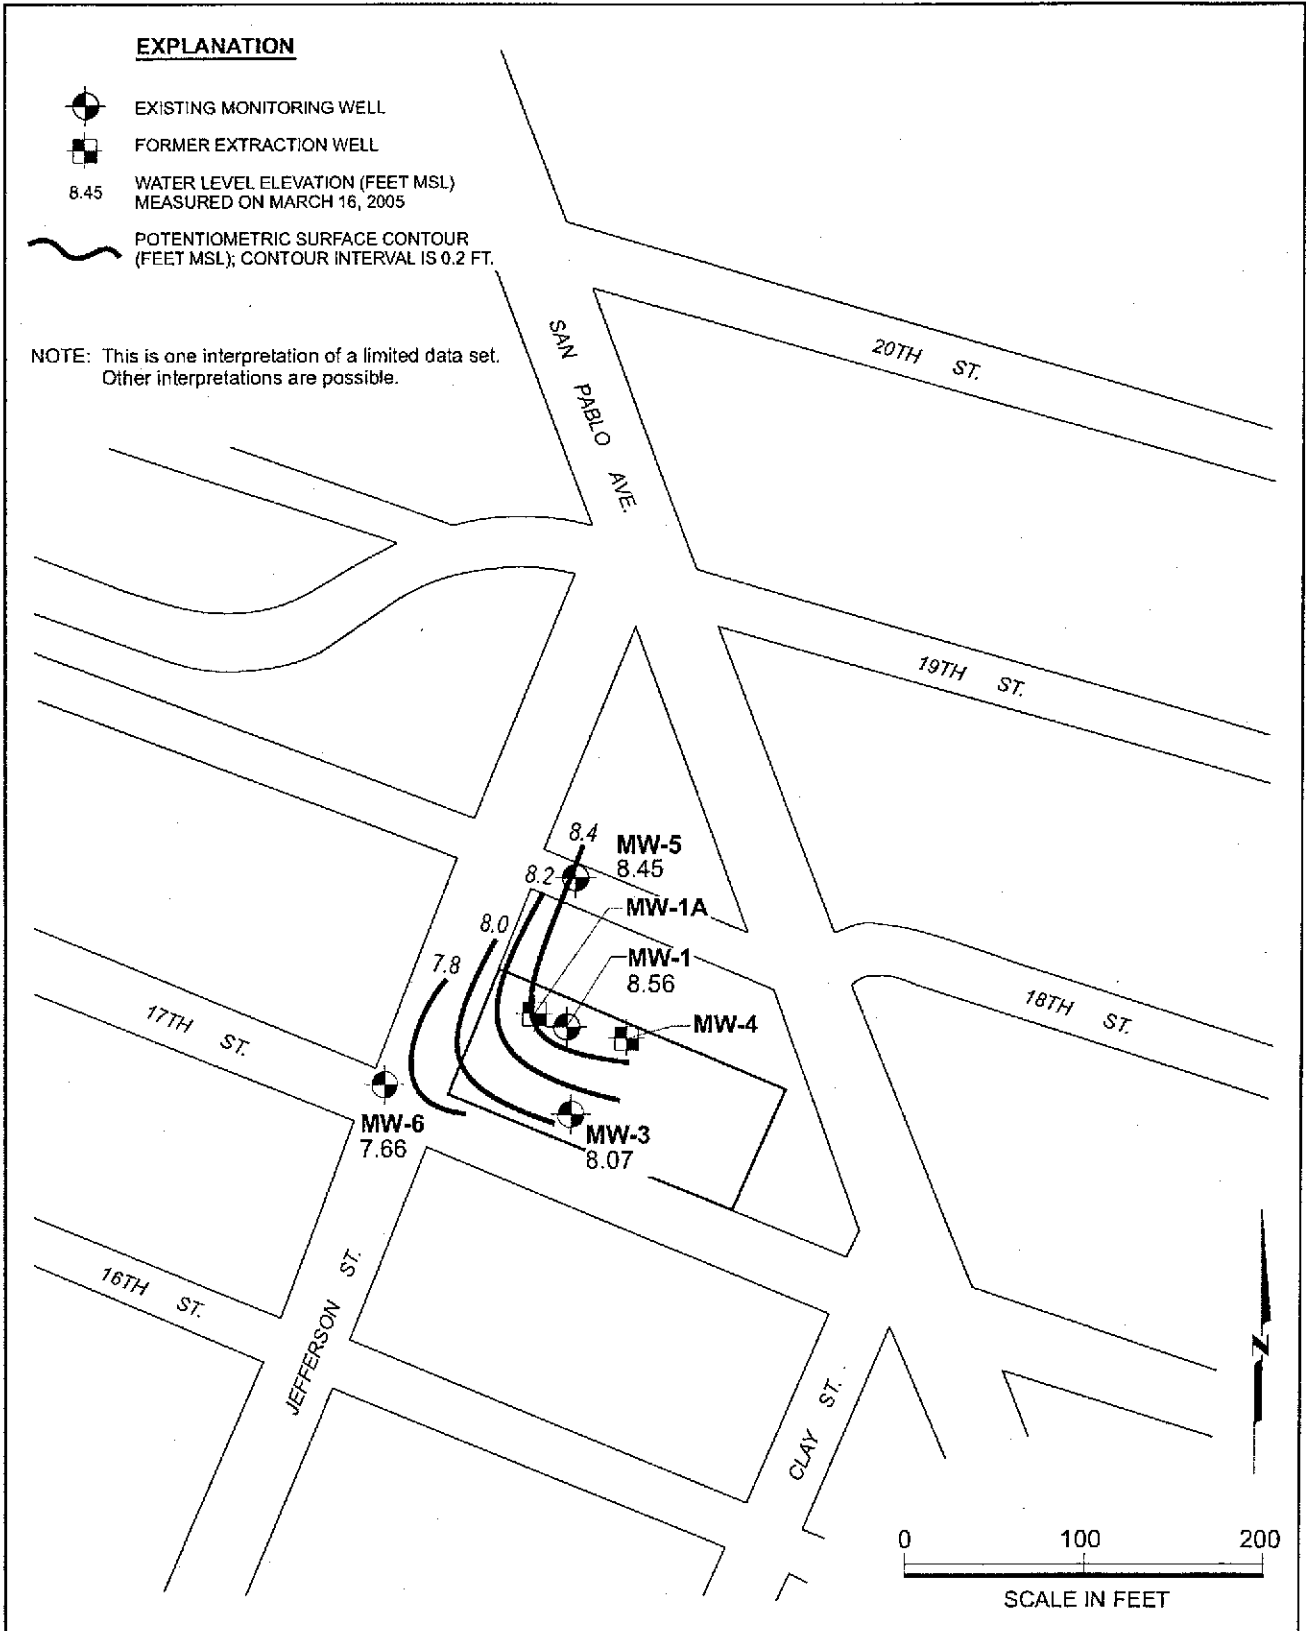 EXPLANATION
EXISTING MONITORING WELL
FORMER EXTRACTION WELL
8.45
WATER LEVEL ELEVATION (FEET MSL)
MEASURED ON MARCH 16, 2005
POTENTIOMETRIC SURFACE CONTOUR
(FEET MSL); CONTOUR INTERVAL IS 0.2 FT.
NOTE: This is one interpretation of a limited data set.
Other interpretations are possible.
SAN PABLO AVE.
20TH ST.
19TH ST.
8.4
MW-5
8.45
8.2
MW-1A
8.0
MW-1
8.56
7.8
MW-4
18TH ST.
17TH ST.
MW-6
7.66
MW-3
8.07
16TH ST.
JEFFERSON ST.
CLAY ST.
N
0 100 200
SCALE IN FEET